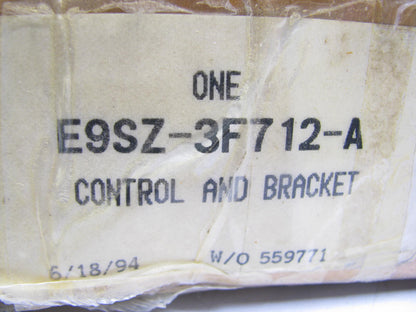 ONE
E9SZ-3F712-A
CONTROL AND BRACKET
6/18/94 W/O 559771